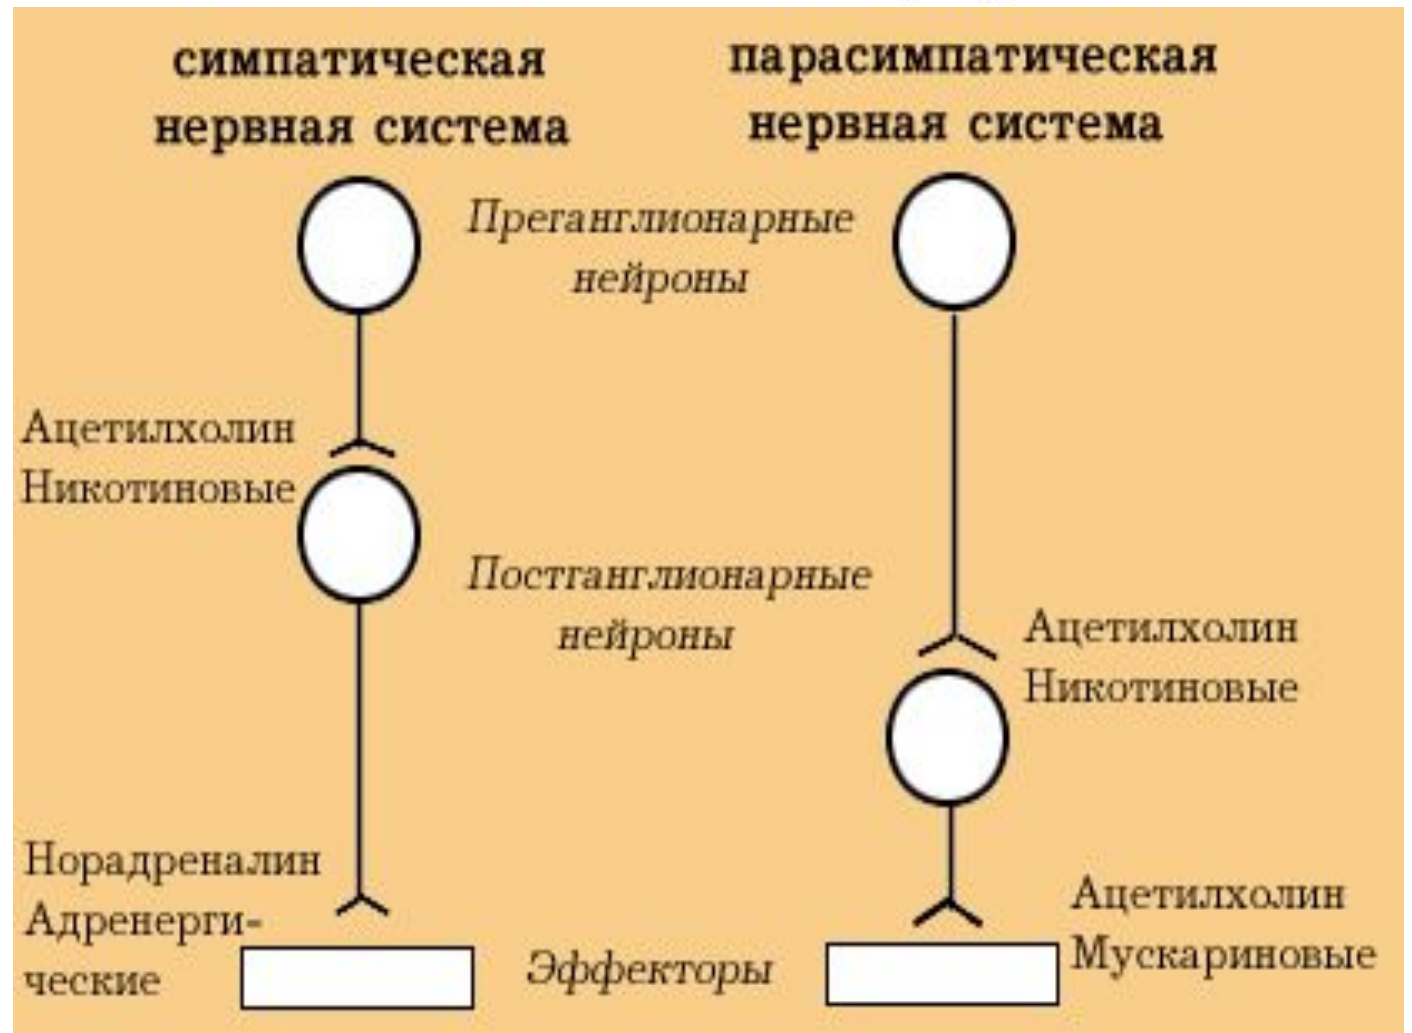 симпатическая
нервная система
парасимпатическая
нервная система
Преганглионарные
нейроны
Ацетилхолин
Никотиновые
Постганглионарные
нейроны
Ацетилхолин
Никотиновые
Норадреналин
Адренерги-
ческие
Эффекторы
Ацетилхолин
Мускариновые